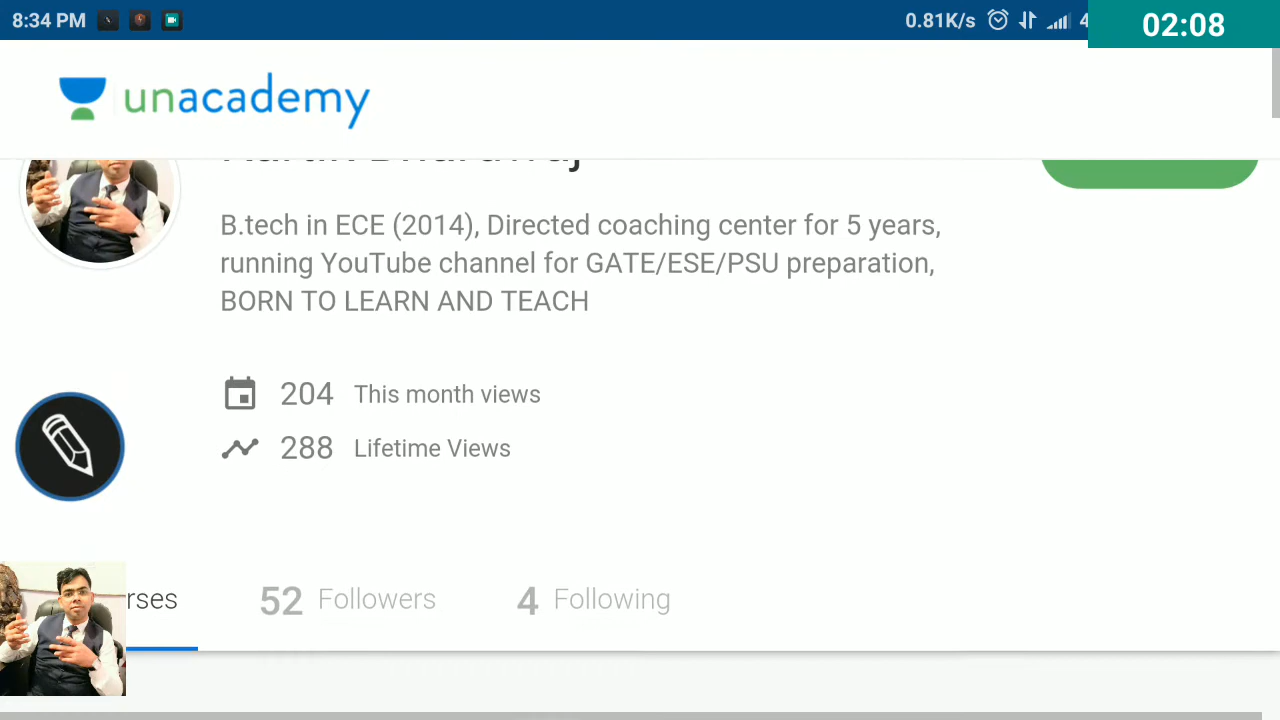 8:34 PM 0.81K/s 4 02:08
unacademy
B.tech in ECE (2014), Directed coaching center for 5 years,
running YouTube channel for GATE/ESE/PSU preparation,
BORN TO LEARN AND TEACH
204 This month views
288 Lifetime Views
rses 52 Followers 4 Following